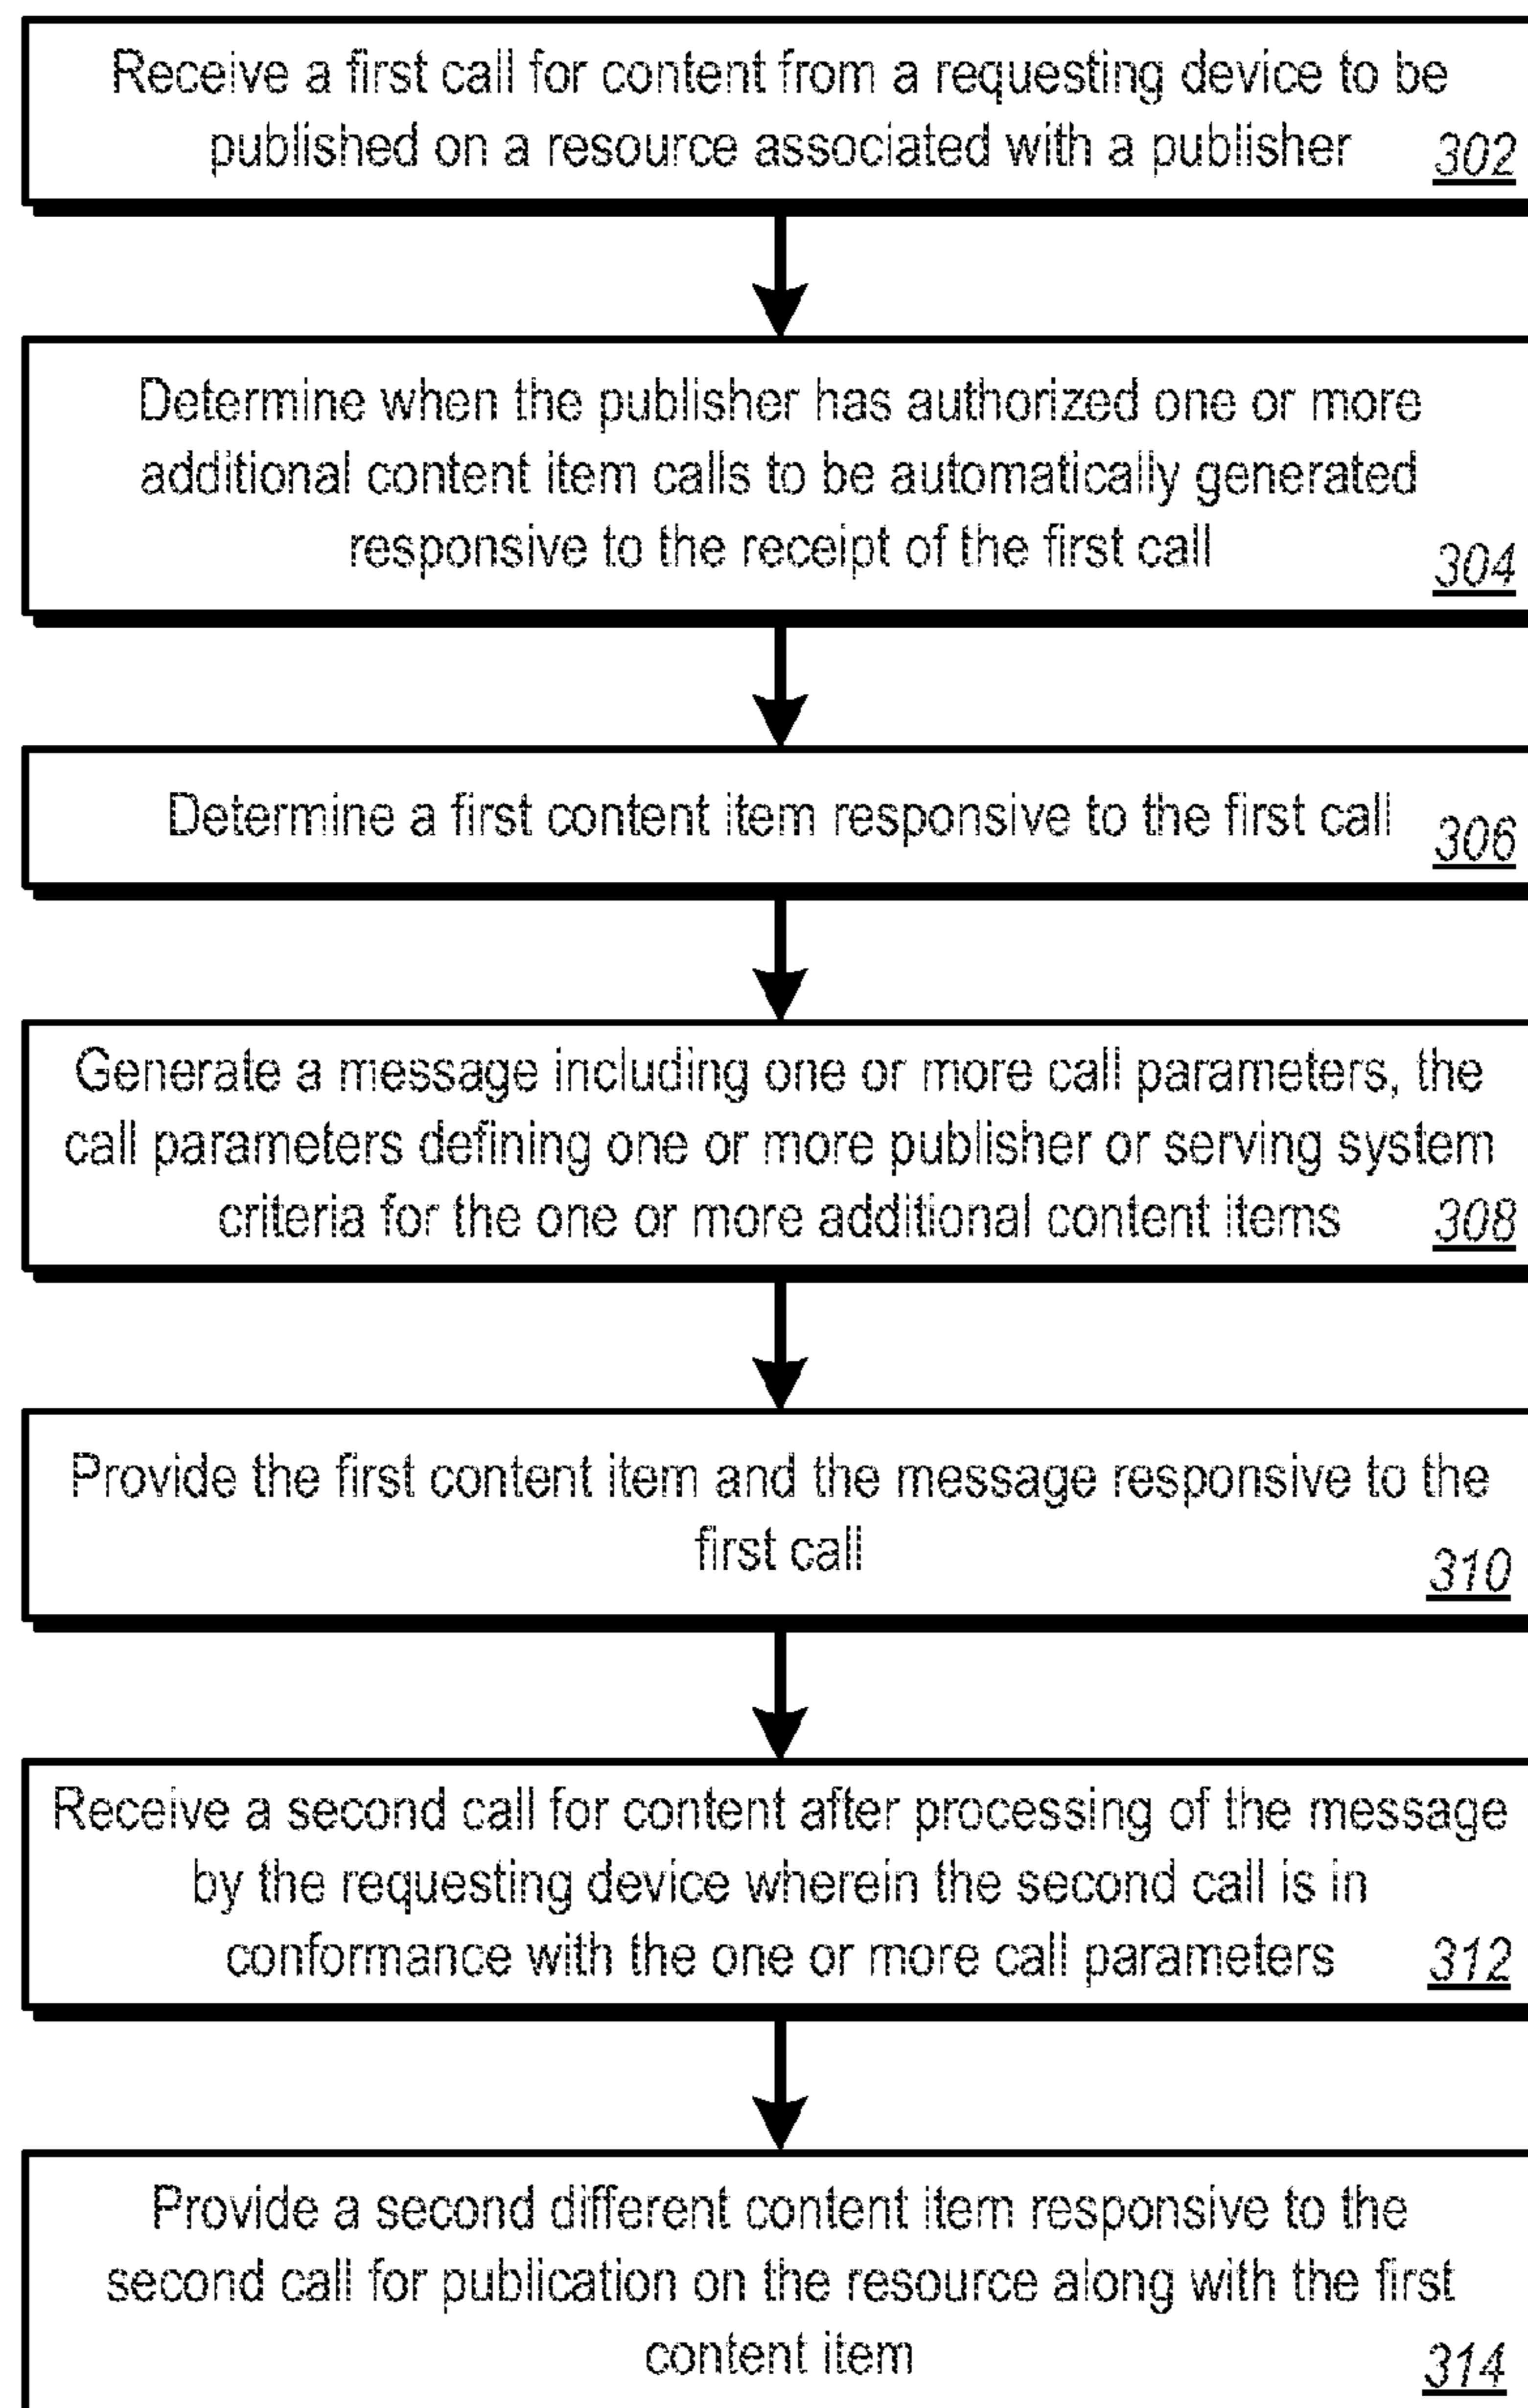 Receive a first call for content from a requesting device to be
published on a resource associated with a publisher 302
Determine when the publisher has authorized one or more
additional content item calls to be automatically generated
responsive to the receipt of the first call 304
Determine a first content item responsive to the first call 306
Generate a message including one or more call parameters, the
call parameters defining one or more publisher or serving system
criteria for the one or more additional content items 308
Provide the first content item and the message responsive to the
first call 310
Receive a second call for content after processing of the message
by the requesting device wherein the second call is in
conformance with the one or more call parameters 312
Provide a second different content item responsive to the
second call for publication on the resource along with the first
content item 314